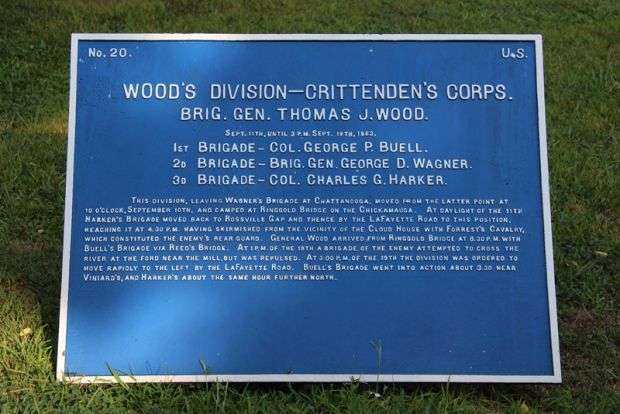 No. 20. U.S.
WOOD'S DIVISION—CRITTENDEN'S CORPS.
BRIG. GEN. THOMAS J. WOOD.
SEPT. 11TH, UNTIL 3 P.M. SEPT. 19TH, 1863.
1ST BRIGADE - COL. GEORGE P. BUELL.
2D BRIGADE - BRIG. GEN. GEORGE D. WAGNER.
3D BRIGADE - COL. CHARLES G. HARKER.
THIS DIVISION, LEAVING WAGNER'S BRIGADE AT CHATTANOOGA, MOVED FROM THE LATTER POINT AT
10 O'CLOCK, SEPTEMBER 10TH, AND CAMPED AT RINGGOLD BRIDGE ON THE CHICKAMAUGA. AT DAYLIGHT OF THE 11TH
HARKER'S BRIGADE MOVED BACK TO ROSSVILLE GAP AND THENCE BY THE LAFAYETTE ROAD TO THIS POSITION,
REACHING IT AT 4.30 P.M. HAVING SKIRMISHED FROM THE VICINITY OF THE CLOUD HOUSE WITH FORREST'S CAVALRY,
WHICH CONSTITUTED THE ENEMY'S REAR GUARD. GENERAL WOOD ARRIVED FROM RINGGOLD BRIDGE AT 8.30 P.M. WITH
BUELL'S BRIGADE VIA REED'S BRIDGE. AT 1 P.M. OF THE 18TH A BRIGADE OF THE ENEMY ATTEMPTED TO CROSS THE
RIVER AT THE FORD NEAR THE MILL, BUT WAS REPULSED. AT 3:00 P.M. OF THE 19TH THE DIVISION WAS ORDERED TO
MOVE RAPIDLY TO THE LEFT BY THE LAFAYETTE ROAD. BUELL'S BRIGADE WENT INTO ACTION ABOUT 3.30 NEAR
VINIARD'S, AND HARKER'S ABOUT THE SAME HOUR FURTHER NORTH.